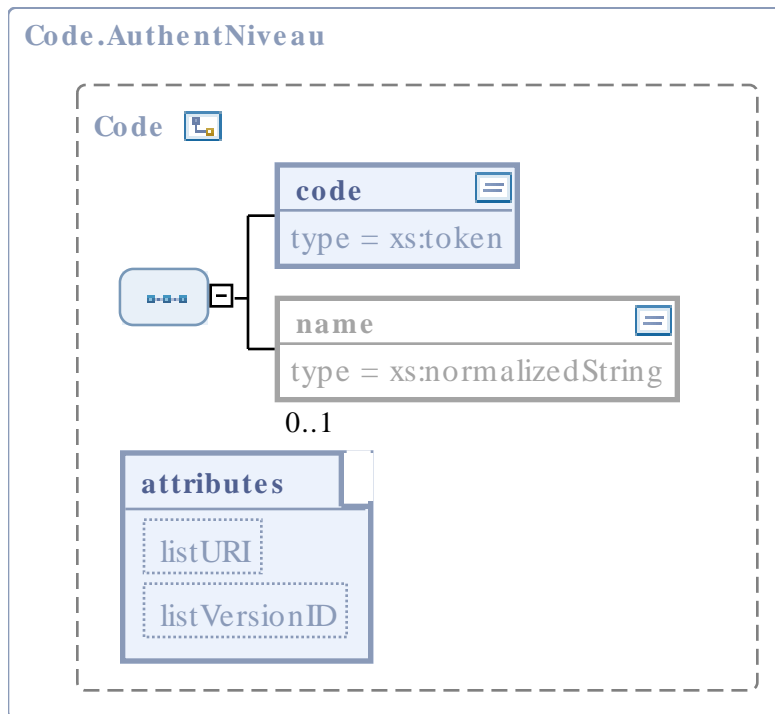 Code.AuthentNiveau
Code
code
type = xs:token
name
type = xs:normalizedString
0..1
attributes
listURI
listVersionID